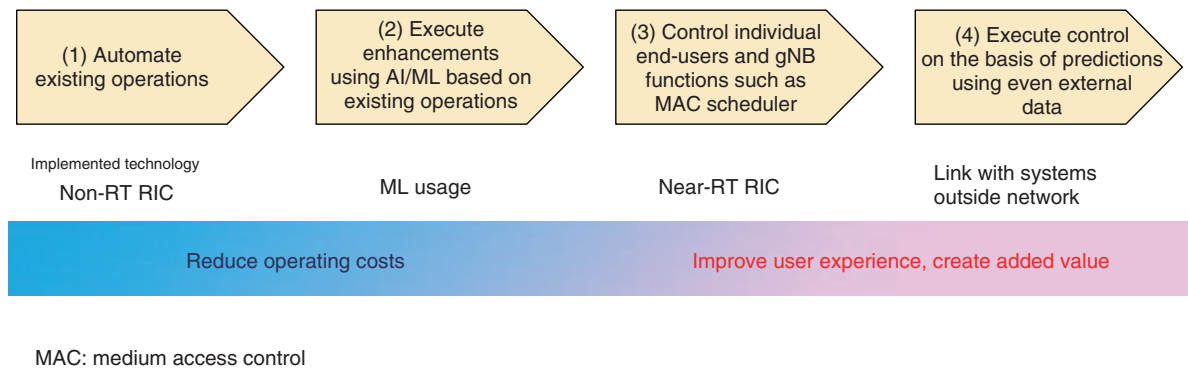 (1) Automate
existing operations
(2) Execute
enhancements
using AI/ML based on
existing operations
(3) Control individual
end-users and gNB
functions such as
MAC scheduler
(4) Execute control
on the basis of predictions
using even external
data
Implemented technology
Non-RT RIC
ML usage
Near-RT RIC
Link with systems
outside network
Reduce operating costs
Improve user experience, create added value
MAC: medium access control